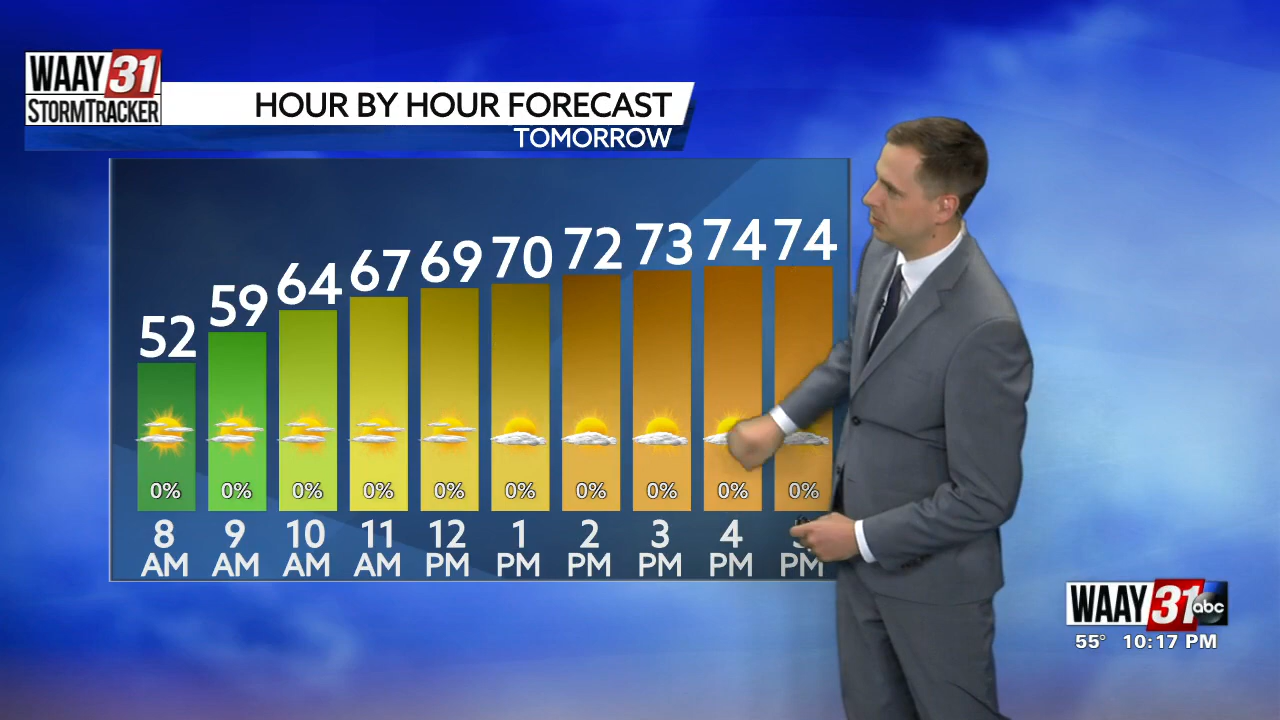 WAAY 31
STORMTRACKER
HOUR BY HOUR FORECAST
TOMORROW
52 59 64 67 69 70 72 73 74 74
0% 0% 0% 0% 0% 0% 0% 0% 0% 0%
8 9 10 11 12 1 2 3 4
AM AM AM AM PM PM PM PM PM PM
WAAY 31 abc
55° 10:17 PM